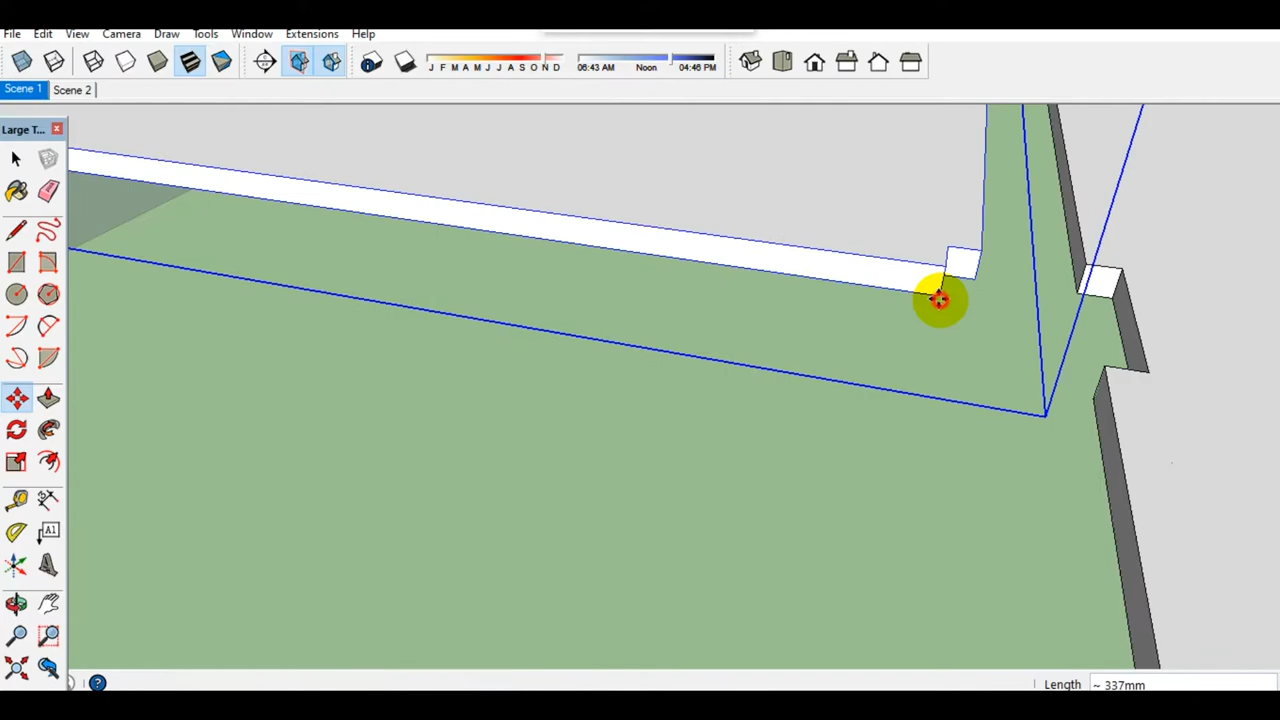 File Edit View Camera Draw Tools Window Extensions Help
J F M A M J J A S O N D 06:43 AM Noon 04:46 PM
Scene 1 Scene 2
Large T...
A1
? Length ~ 337mm